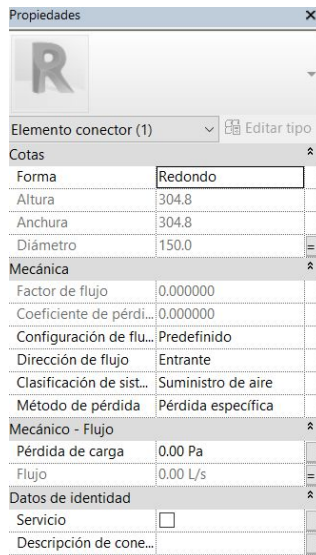 Propiedades
R
Elemento conector (1)
Editar tipo
Cotas
Forma Redondo
Altura 304.8
Anchura 304.8
Diámetro 150.0 =
Mecánica
Factor de flujo 0.000000
Coeficiente de pérdi... 0.000000
Configuración de flu... Predefinido
Dirección de flujo Entrante
Clasificación de sist... Suministro de aire
Método de pérdida Pérdida específica
Mecánico - Flujo
Pérdida de carga 0.00 Pa
Flujo 0.00 L/s =
Datos de identidad
Servicio
Descripción de cone...